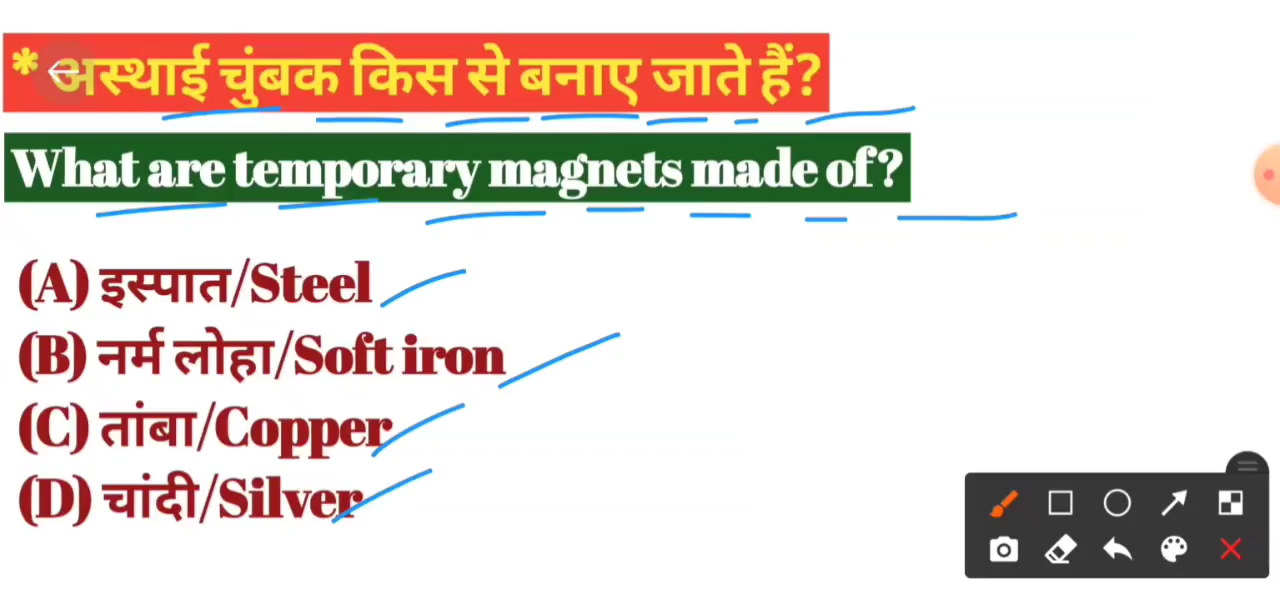 * अस्थाई चुंबक किस से बनाए जाते हैं?
What are temporary magnets made of?
(A) इस्पात/Steel
(B) नर्म लोहा/Soft iron
(C) तांबा/Copper
(D) चांदी/Silver